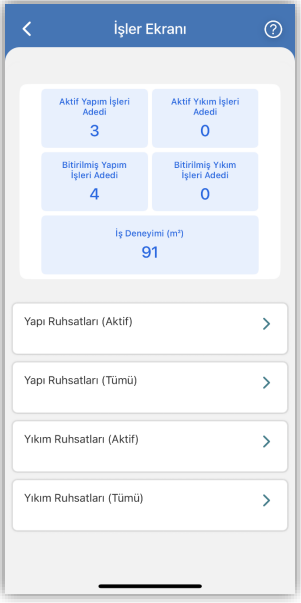 İşler Ekranı
Aktif Yapım İşleri
Adedi
3
Aktif Yıkım İşleri
Adedi
0
Bitirilmiş Yapım
İşleri Adedi
4
Bitirilmiş Yıkım
İşleri Adedi
0
İş Deneyimi (m²)
91
Yapı Ruhsatları (Aktif)
Yapı Ruhsatları (Tümü)
Yıkım Ruhsatları (Aktif)
Yıkım Ruhsatları (Tümü)